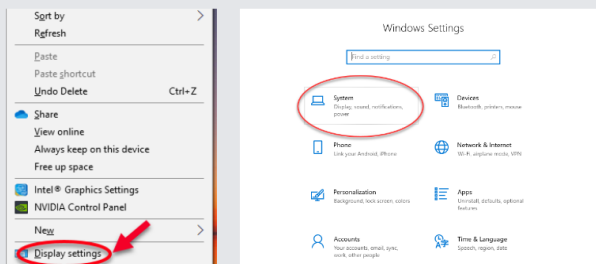 Sort by
Refresh
Paste
Paste shortcut
Undo Delete Ctrl+Z
Share
View online
Always keep on this device
Free up space
Intel® Graphics Settings
NVIDIA Control Panel
New
Display settings
Windows Settings
Find a setting
System
Display, sound, notifications,
power
Devices
Bluetooth, printers, mouse
Phone
Link your Android, iPhone
Network & Internet
Wi-Fi, airplane mode, VPN
Personalization
Background, lock screen, colors
Apps
Uninstall, defaults, optional
features
Accounts
Your accounts, email, sync,
work, other people
Time & Language
Speech, region, date